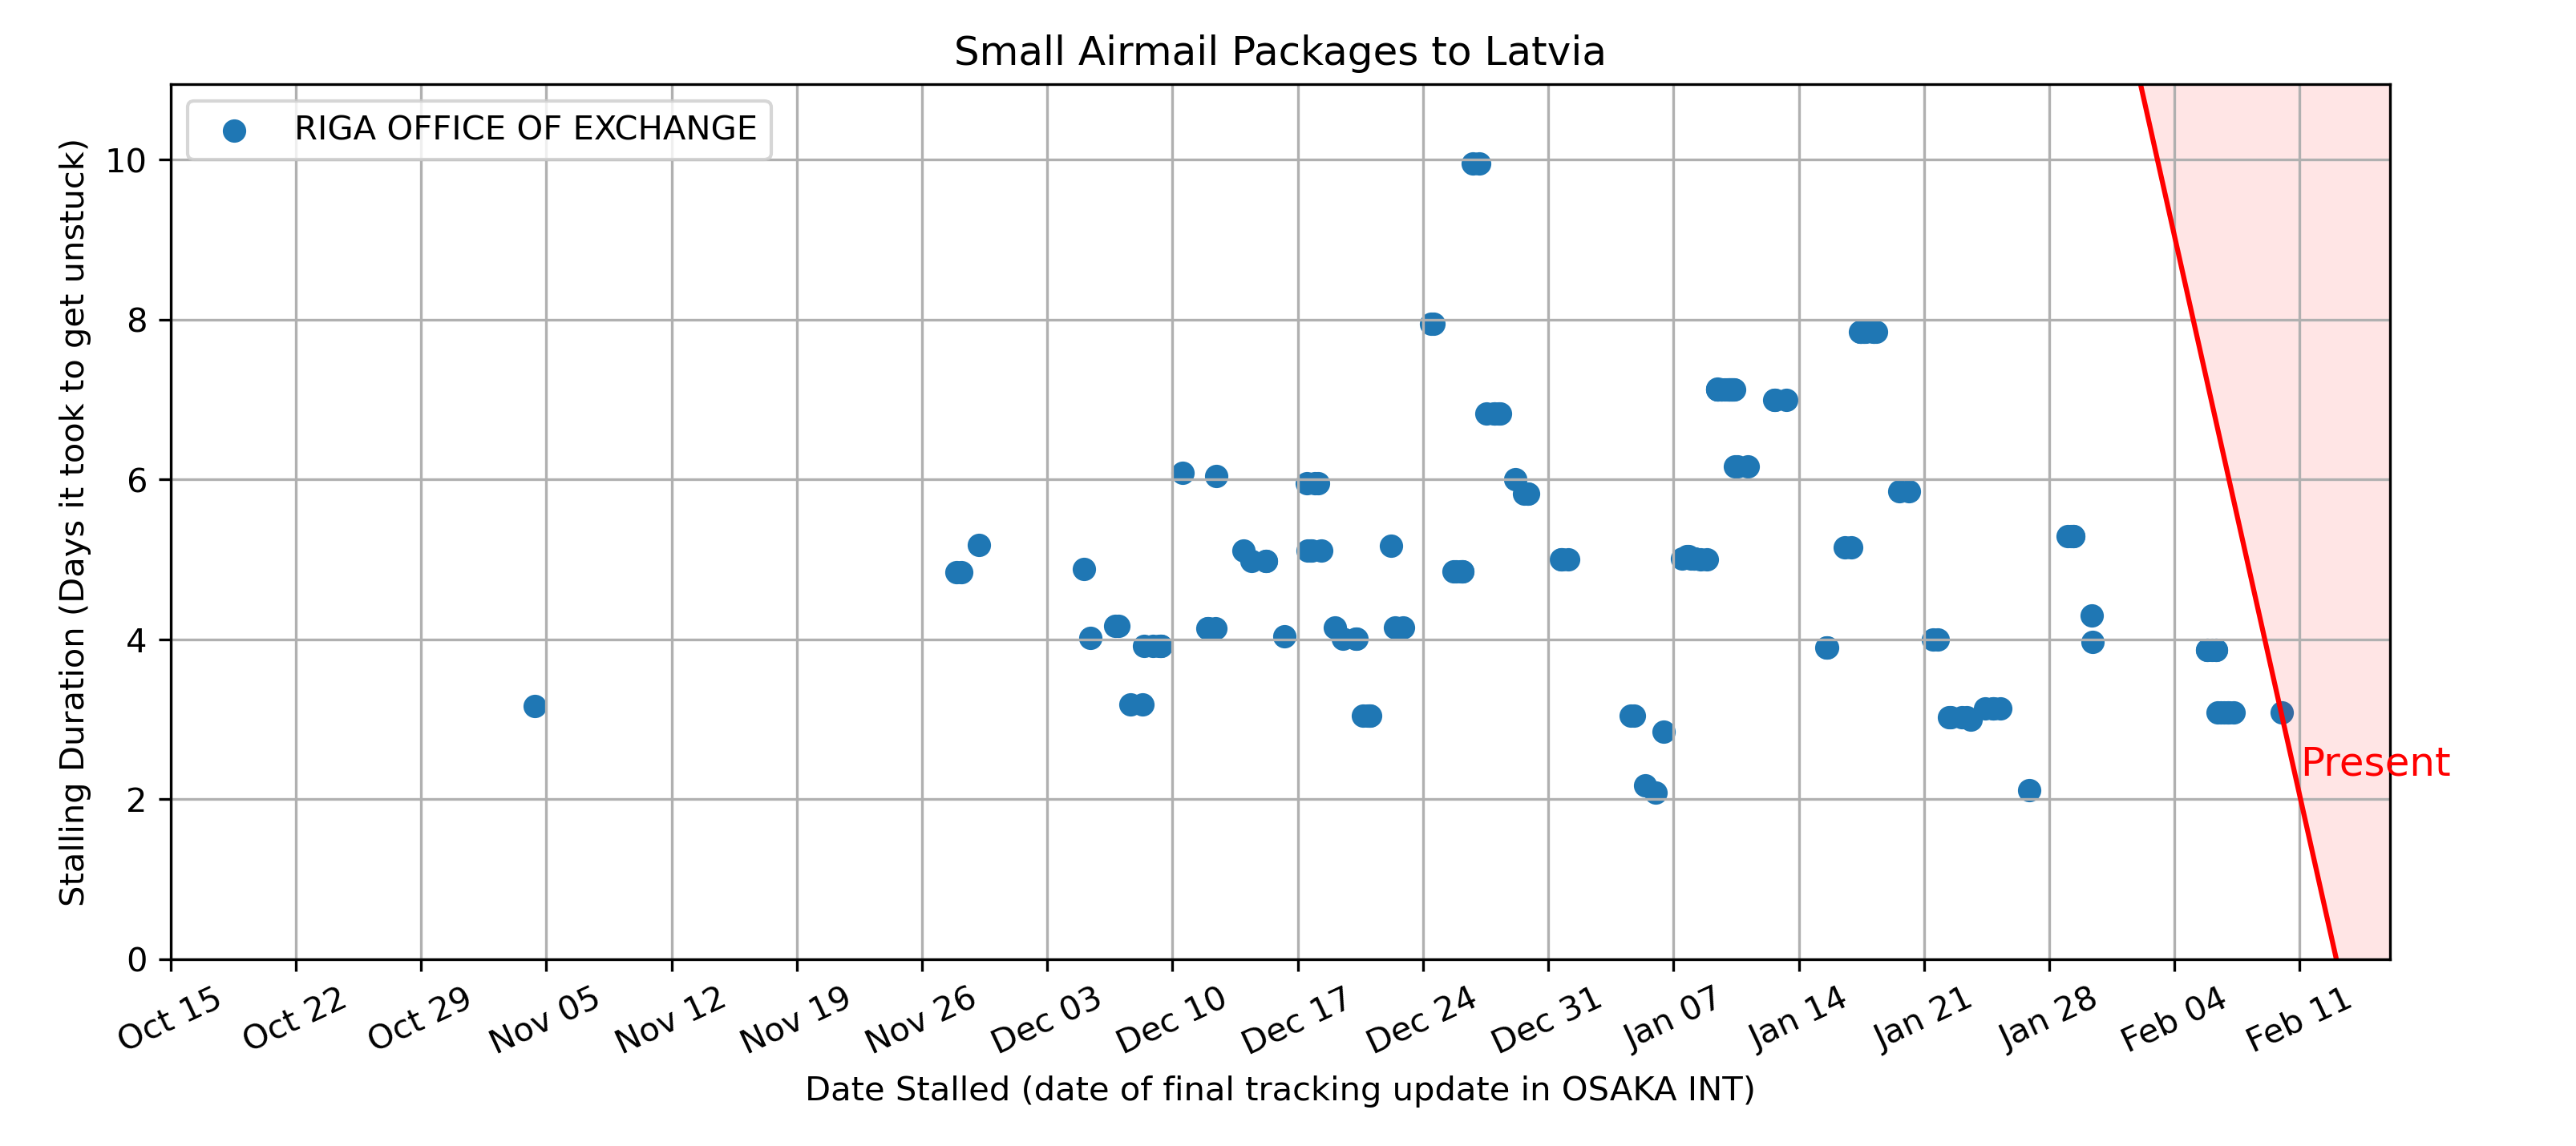 Small Airmail Packages to Latvia
RIGA OFFICE OF EXCHANGE
Stalling Duration (Days it took to get unstuck)
10
8
6
4
2
0
Present
Oct 15
Oct 22
Oct 29
Nov 05
Nov 12
Nov 19
Nov 26
Dec 03
Dec 10
Dec 17
Dec 24
Dec 31
Jan 07
Jan 14
Jan 21
Jan 28
Feb 04
Feb 11
Date Stalled (date of final tracking update in OSAKA INT)